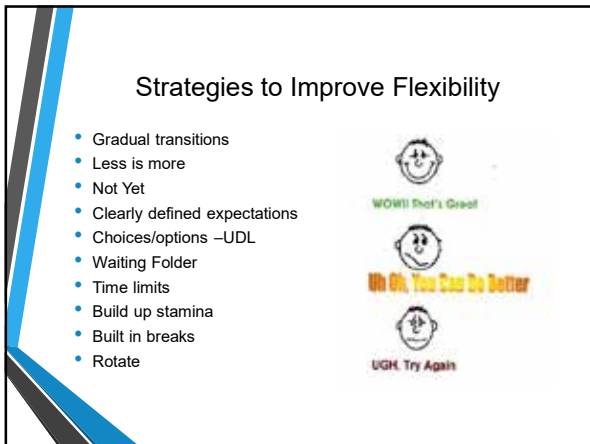 Strategies to Improve Flexibility
• Gradual transitions
• Less is more
• Not Yet
• Clearly defined expectations
• Choices/options –UDL
• Waiting Folder
• Time limits
• Build up stamina
• Built in breaks
• Rotate
WOW!! That's Great
Uh Oh, You Can Do Better
UGH, Try Again